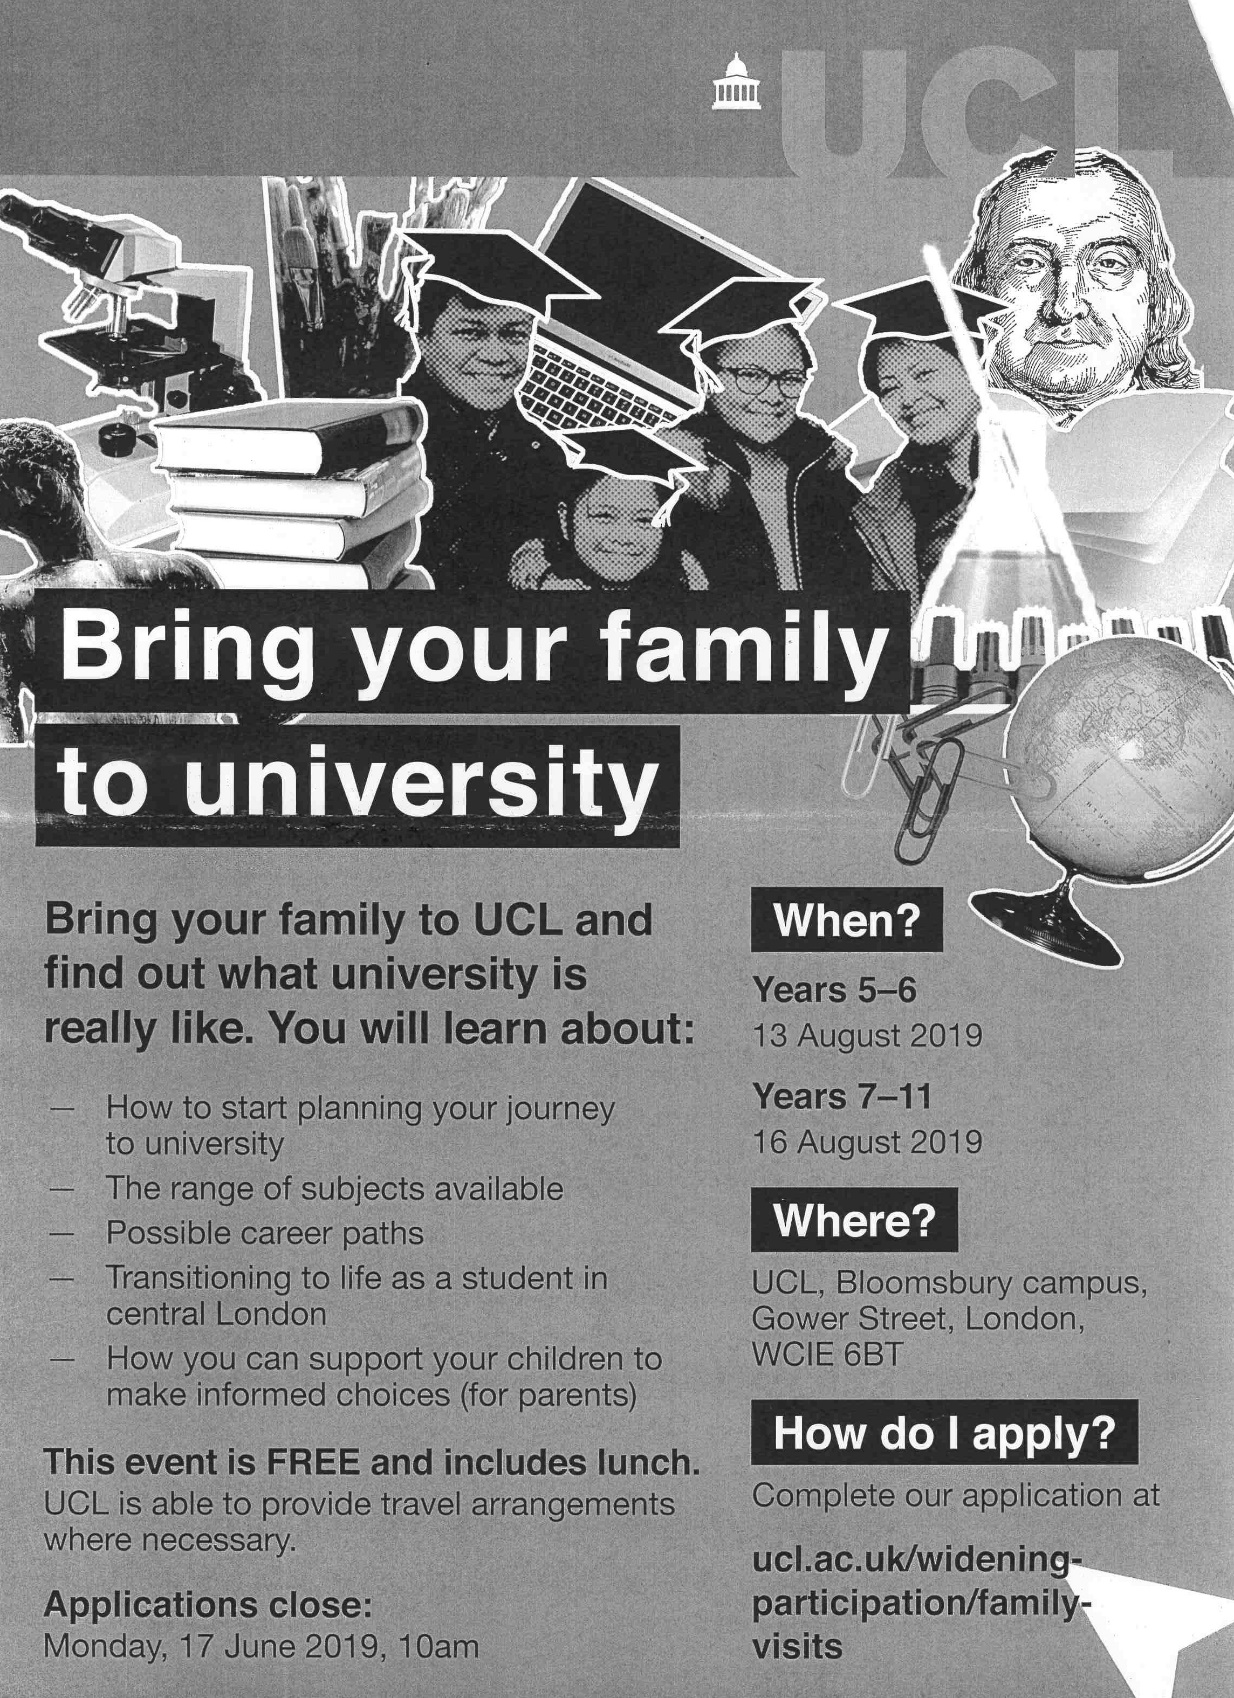 UCL
Bring your family
to university
Bring your family to UCL and
find out what university is
really like. You will learn about:
— How to start planning your journey
to university
— The range of subjects available
— Possible career paths
— Transitioning to life as a student in
central London
— How you can support your children to
make informed choices (for parents)
This event is FREE and includes lunch.
UCL is able to provide travel arrangements
where necessary.
Applications close:
Monday, 17 June 2019, 10am
When?
Years 5–6
13 August 2019
Years 7–11
16 August 2019
Where?
UCL, Bloomsbury campus,
Gower Street, London,
WCIE 6BT
How do I apply?
Complete our application at
ucl.ac.uk/widening-
participation/family-
visits